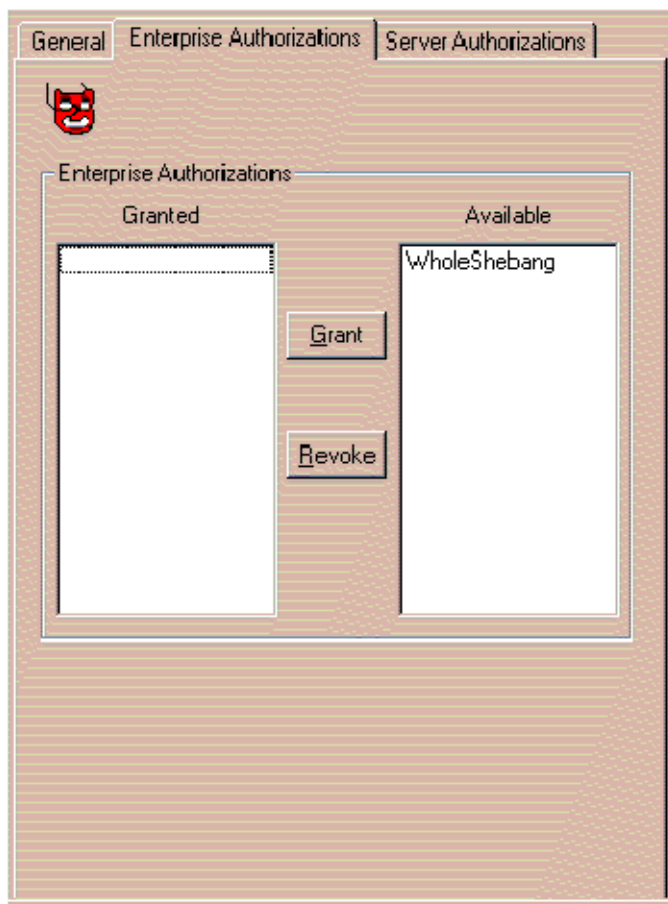 General Enterprise Authorizations Server Authorizations
Enterprise Authorizations
Granted Available
WholeShebang
Grant
Revoke